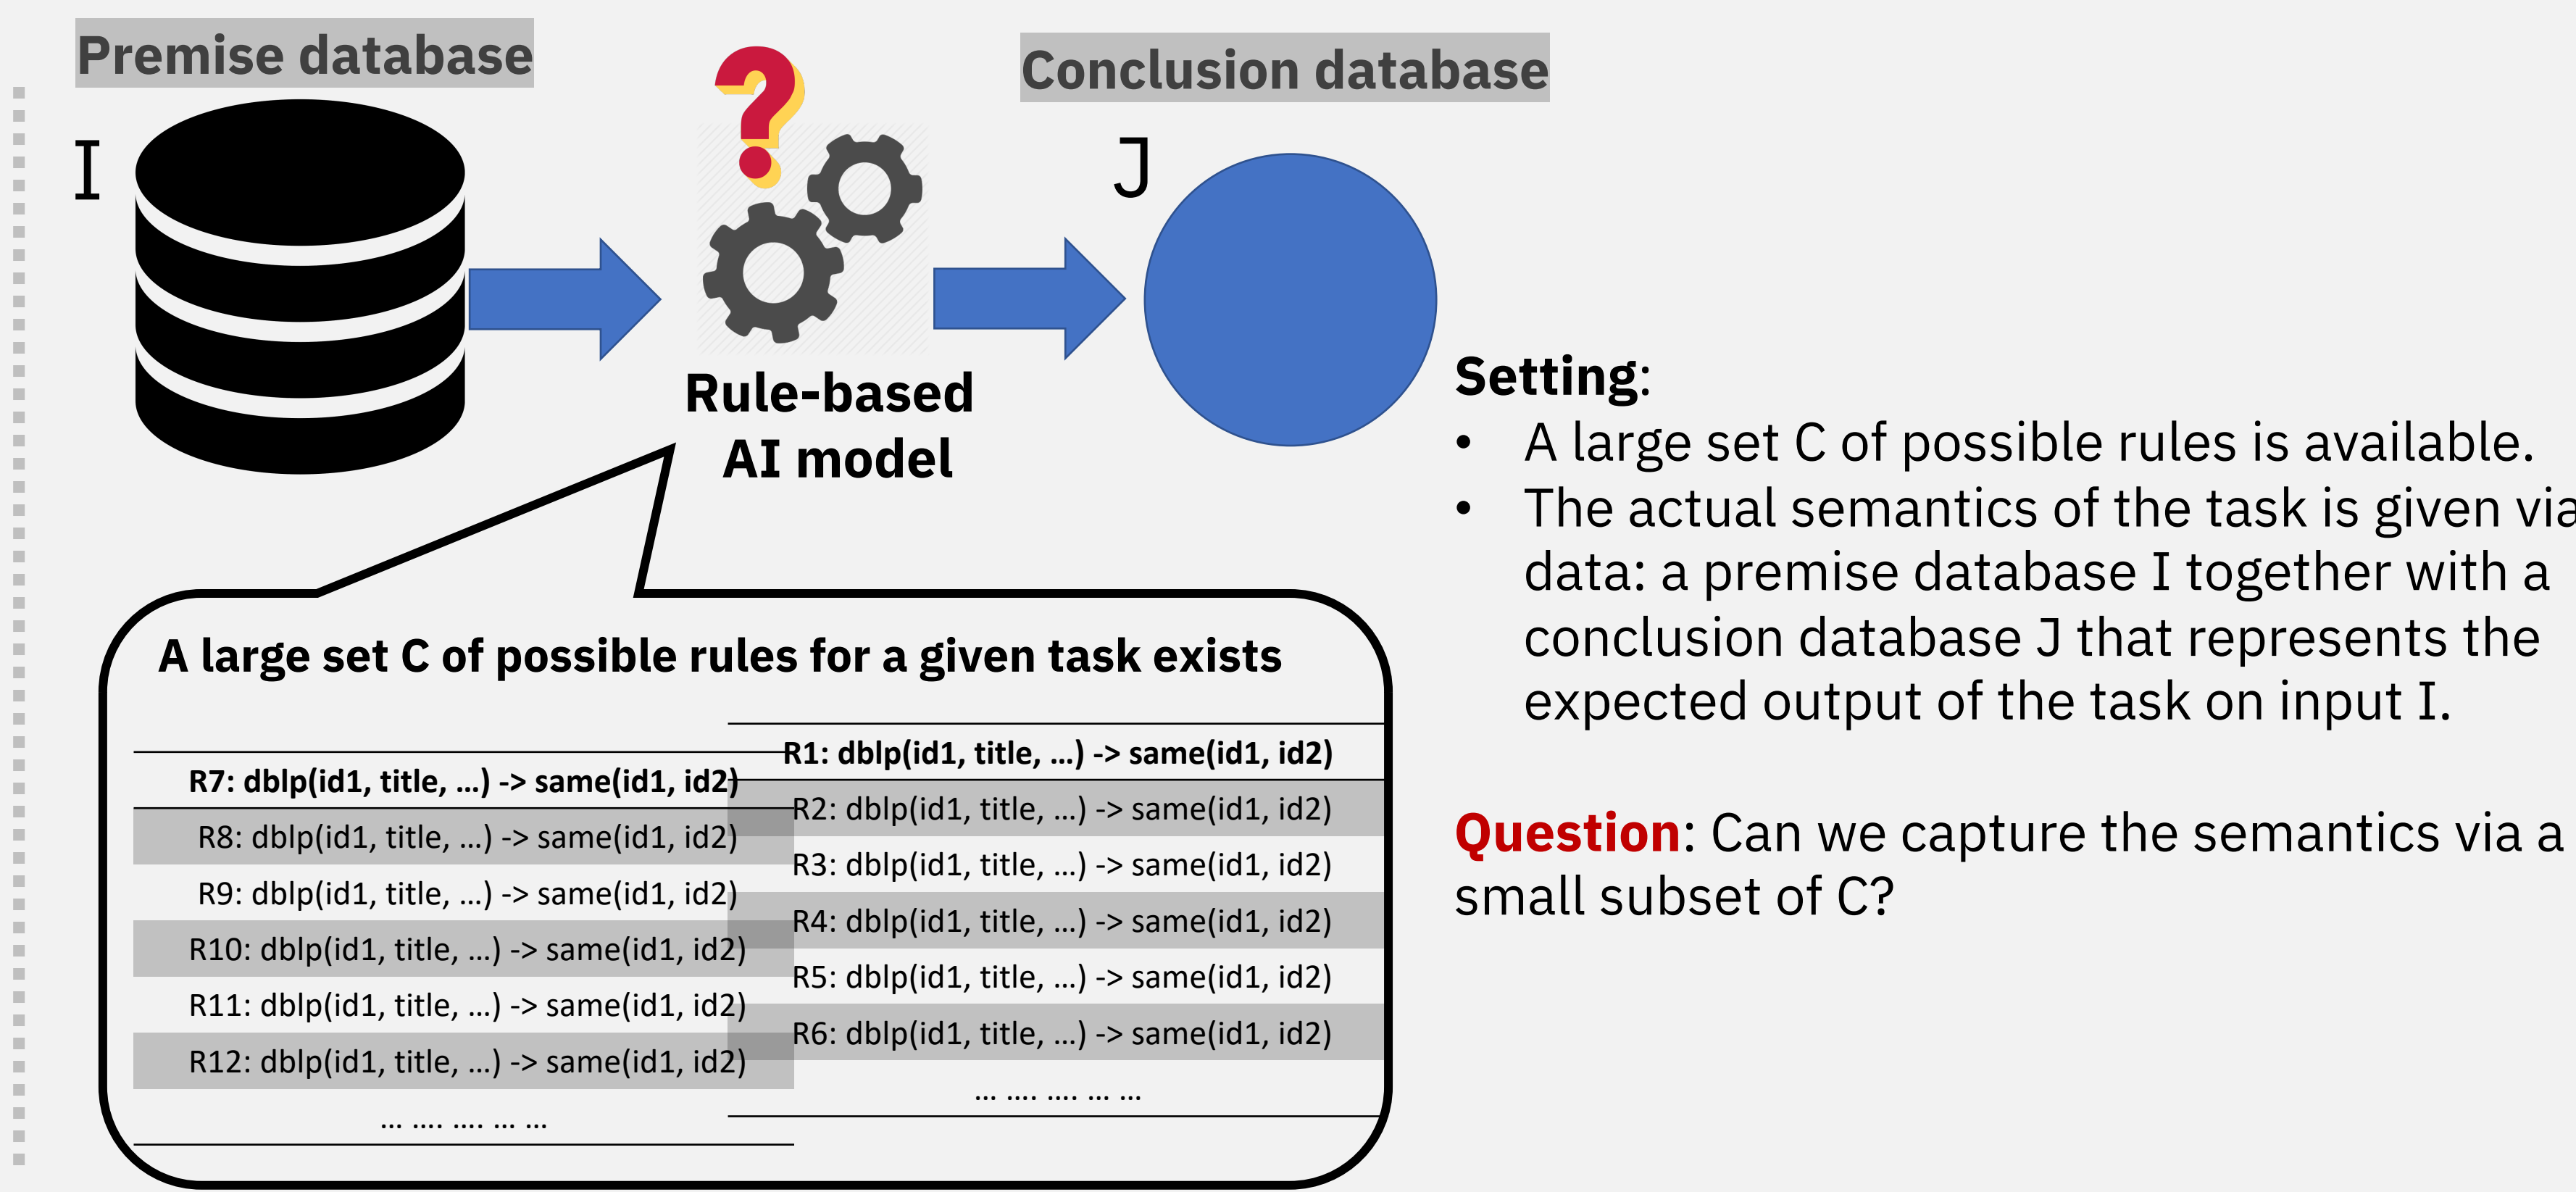 Premise database
Conclusion database
I
J
Rule-based
AI model
Setting:
• A large set C of possible rules is available.
• The actual semantics of the task is given via
data: a premise database I together with a
conclusion database J that represents the
expected output of the task on input I.
Question: Can we capture the semantics via a
small subset of C?
A large set C of possible rules for a given task exists
R7: dblp(id1, title, …) -> same(id1, id2)
R8: dblp(id1, title, …) -> same(id1, id2)
R9: dblp(id1, title, …) -> same(id1, id2)
R10: dblp(id1, title, …) -> same(id1, id2)
R11: dblp(id1, title, …) -> same(id1, id2)
R12: dblp(id1, title, …) -> same(id1, id2)
… …. …. … …
R1: dblp(id1, title, …) -> same(id1, id2)
R2: dblp(id1, title, …) -> same(id1, id2)
R3: dblp(id1, title, …) -> same(id1, id2)
R4: dblp(id1, title, …) -> same(id1, id2)
R5: dblp(id1, title, …) -> same(id1, id2)
R6: dblp(id1, title, …) -> same(id1, id2)
… …. …. … …